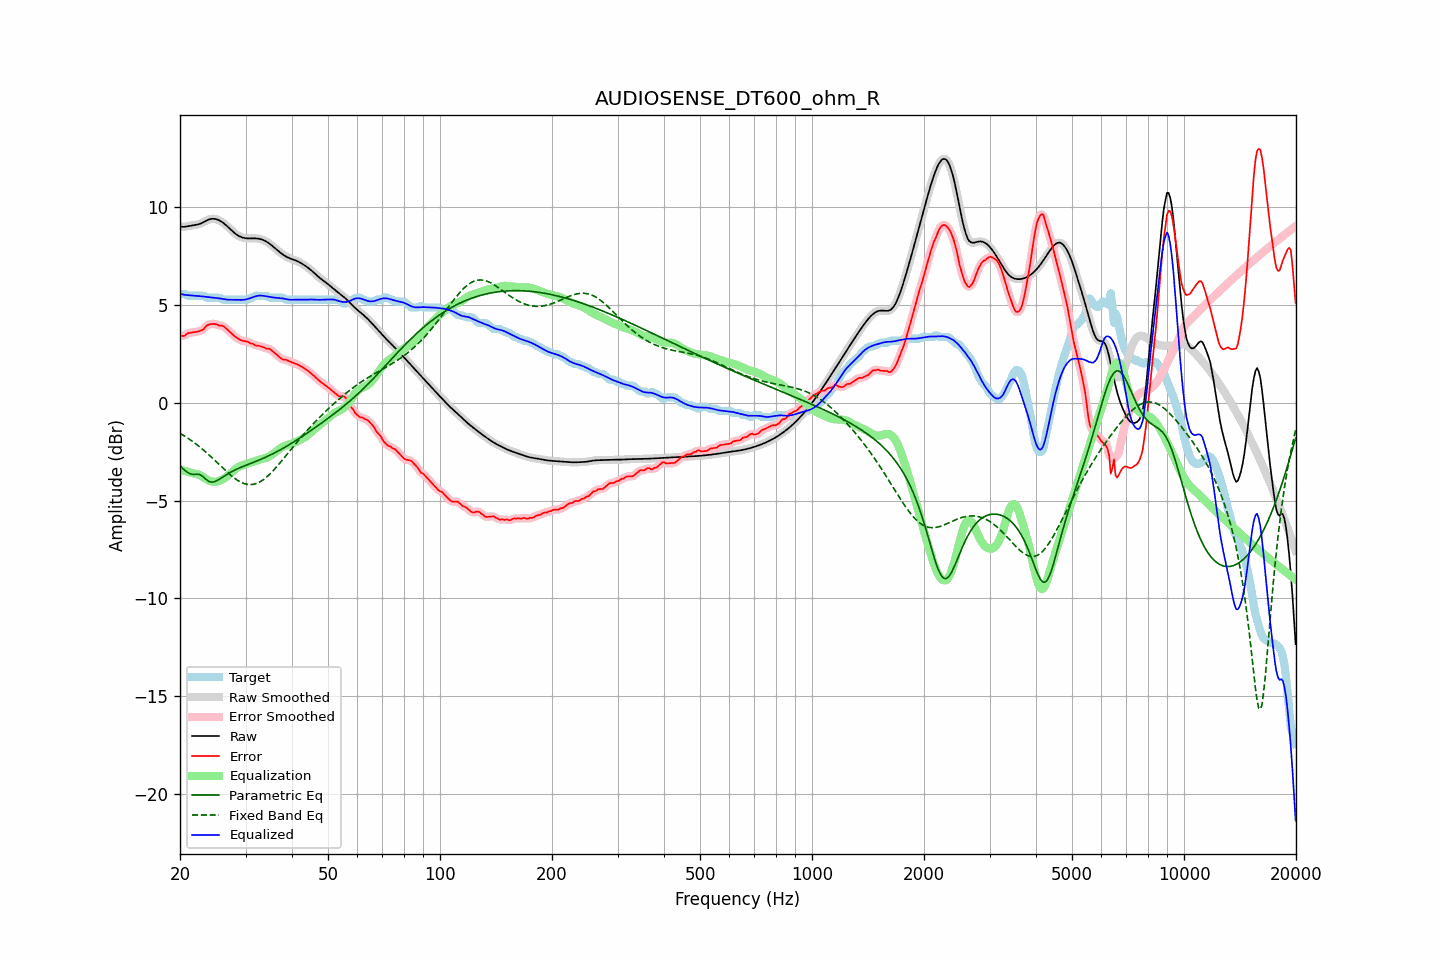 AUDIOSENSE_DT600_ohm_R
Amplitude (dBr)
10
5
0
−5
−10
−15
−20
Target
Raw Smoothed
Error Smoothed
Raw
Error
Equalization
Parametric Eq
Fixed Band Eq
Equalized
20 50 100 200 500 1000 2000 5000 10000 20000
Frequency (Hz)